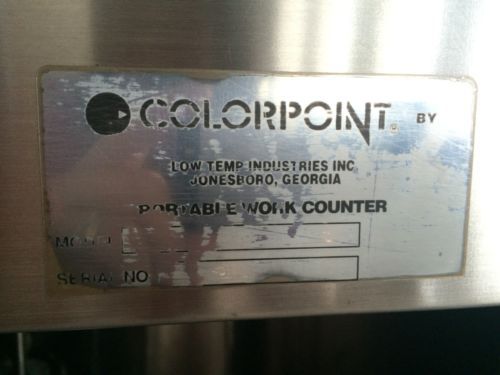 COLORPOINT® BY
LOW TEMP INDUSTRIES INC
JONESBORO, GEORGIA
PORTABLE WORK COUNTER
MODEL
SERIAL NO